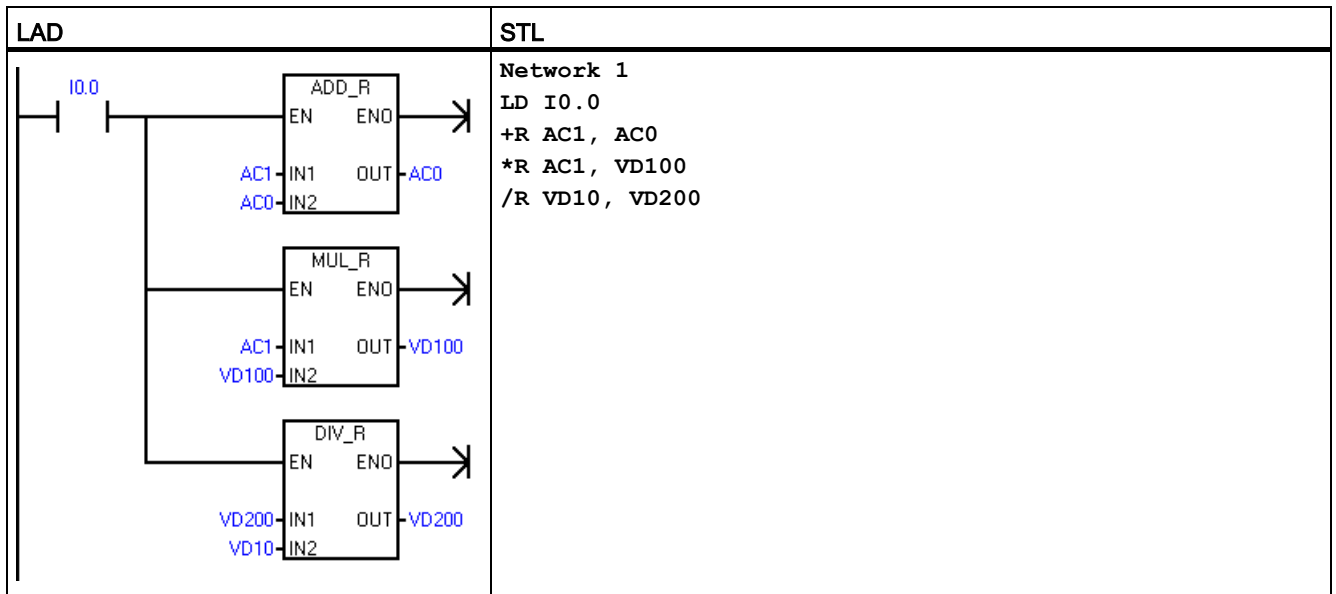 LAD
STL
I0.0
ADD_R
EN ENO
AC1 IN1 OUT AC0
AC0 IN2
MUL_R
EN ENO
AC1 IN1 OUT VD100
VD100 IN2
DIV_R
EN ENO
VD200 IN1 OUT VD200
VD10 IN2
Network 1
LD I0.0
+R AC1, AC0
*R AC1, VD100
/R VD10, VD200